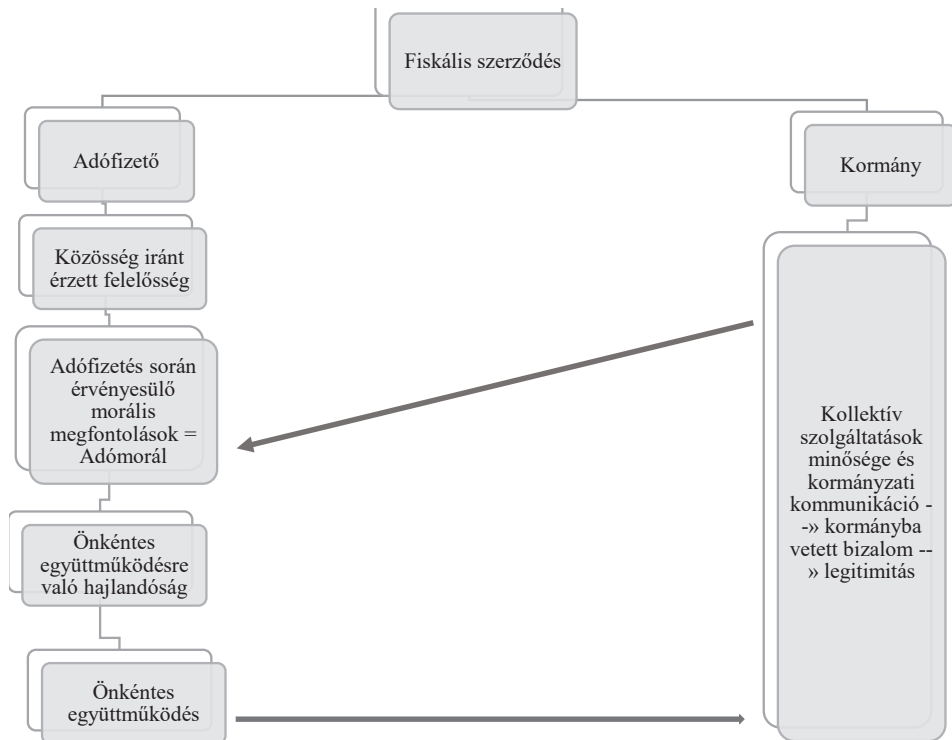 Fiskális szerződés
Adófizető
Kormány
Közösség iránt
érzett felelősség
Adófizetés során
érvényesülő
morális
megfontolások =
Adómorál
Kollektív
szolgáltatások
minősége és
kormányzati
kommunikáció -
-» kormányba
vetett bizalom --
» legitimitás
Önkéntes
együttműködésre
való hajlandóság
Önkéntes
együttműködés